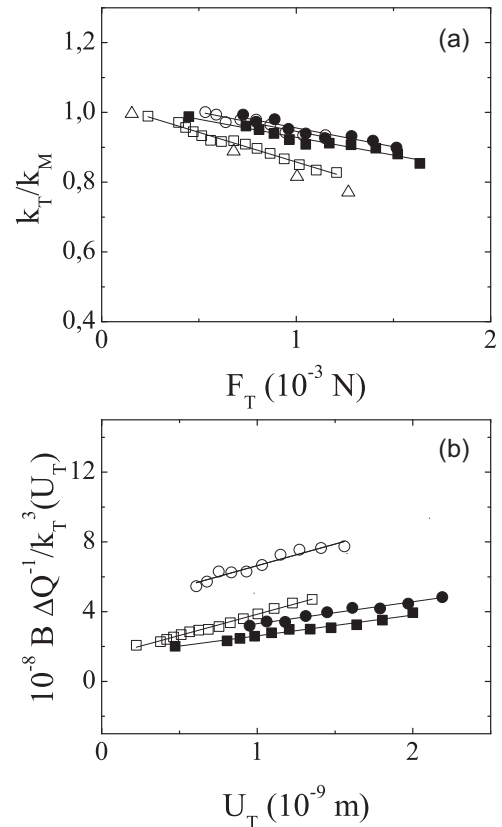 (a)
1,2
1,0
0,8
0,6
0,4
k_T/k_M
0
1
2
F_T (10^-3 N)
(b)
12
8
4
0
10^-8 B ΔQ^-1/k_T^3(U_T)
0
1
2
U_T (10^-9 m)